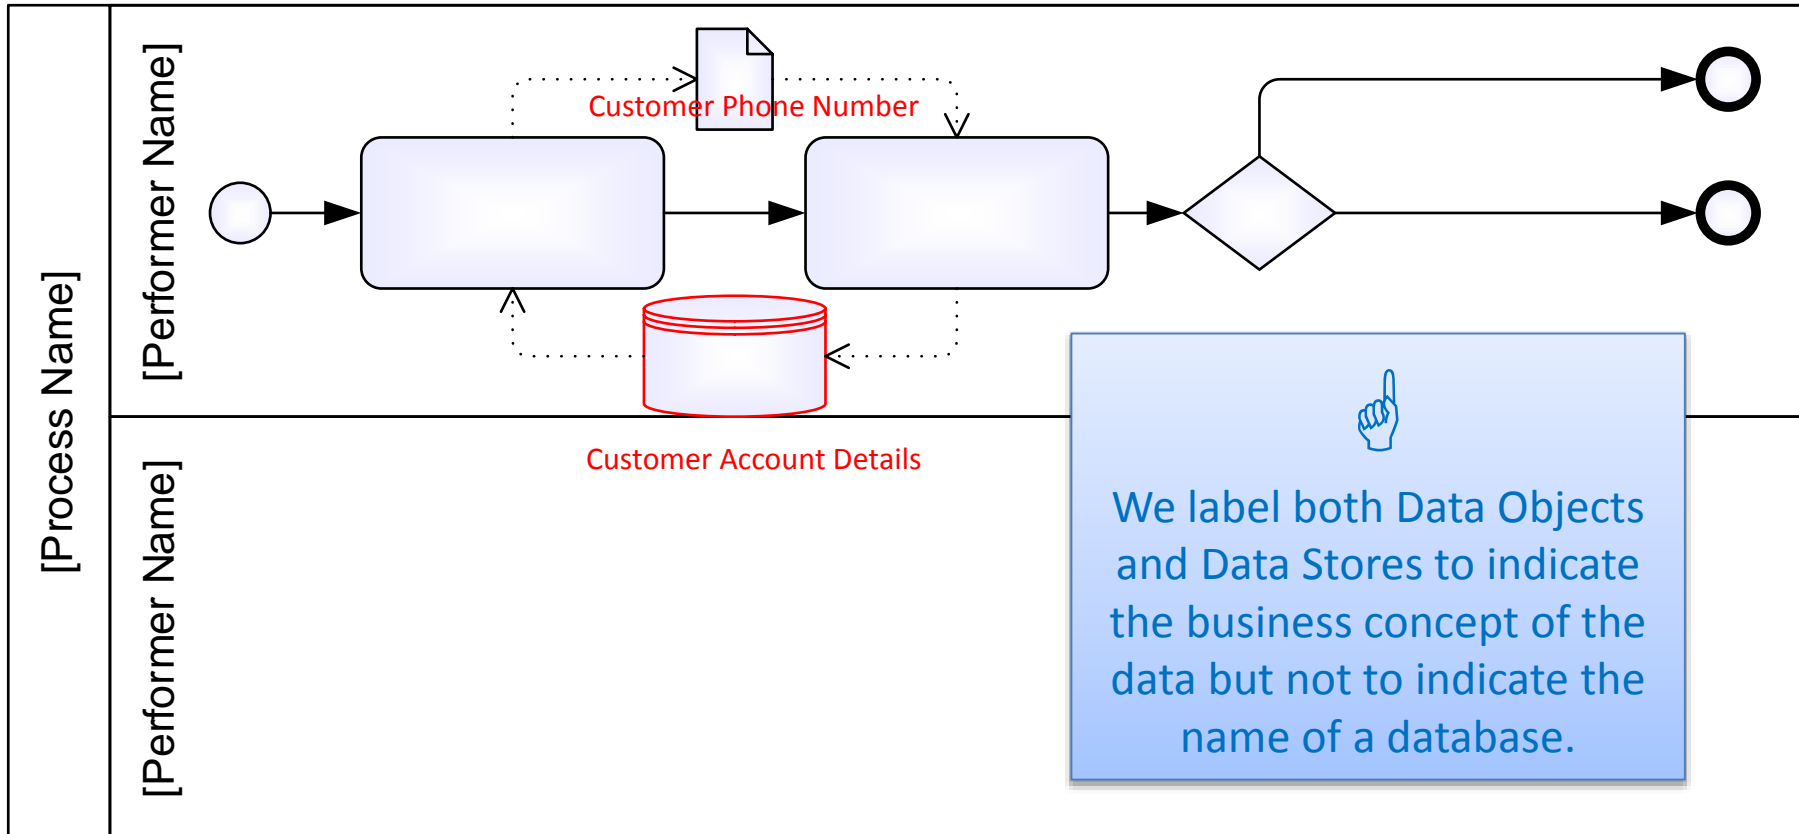 [Process Name]
[Performer Name]
Customer Phone Number
[Performer Name]
Customer Account Details
We label both Data Objects
and Data Stores to indicate
the business concept of the
data but not to indicate the
name of a database.